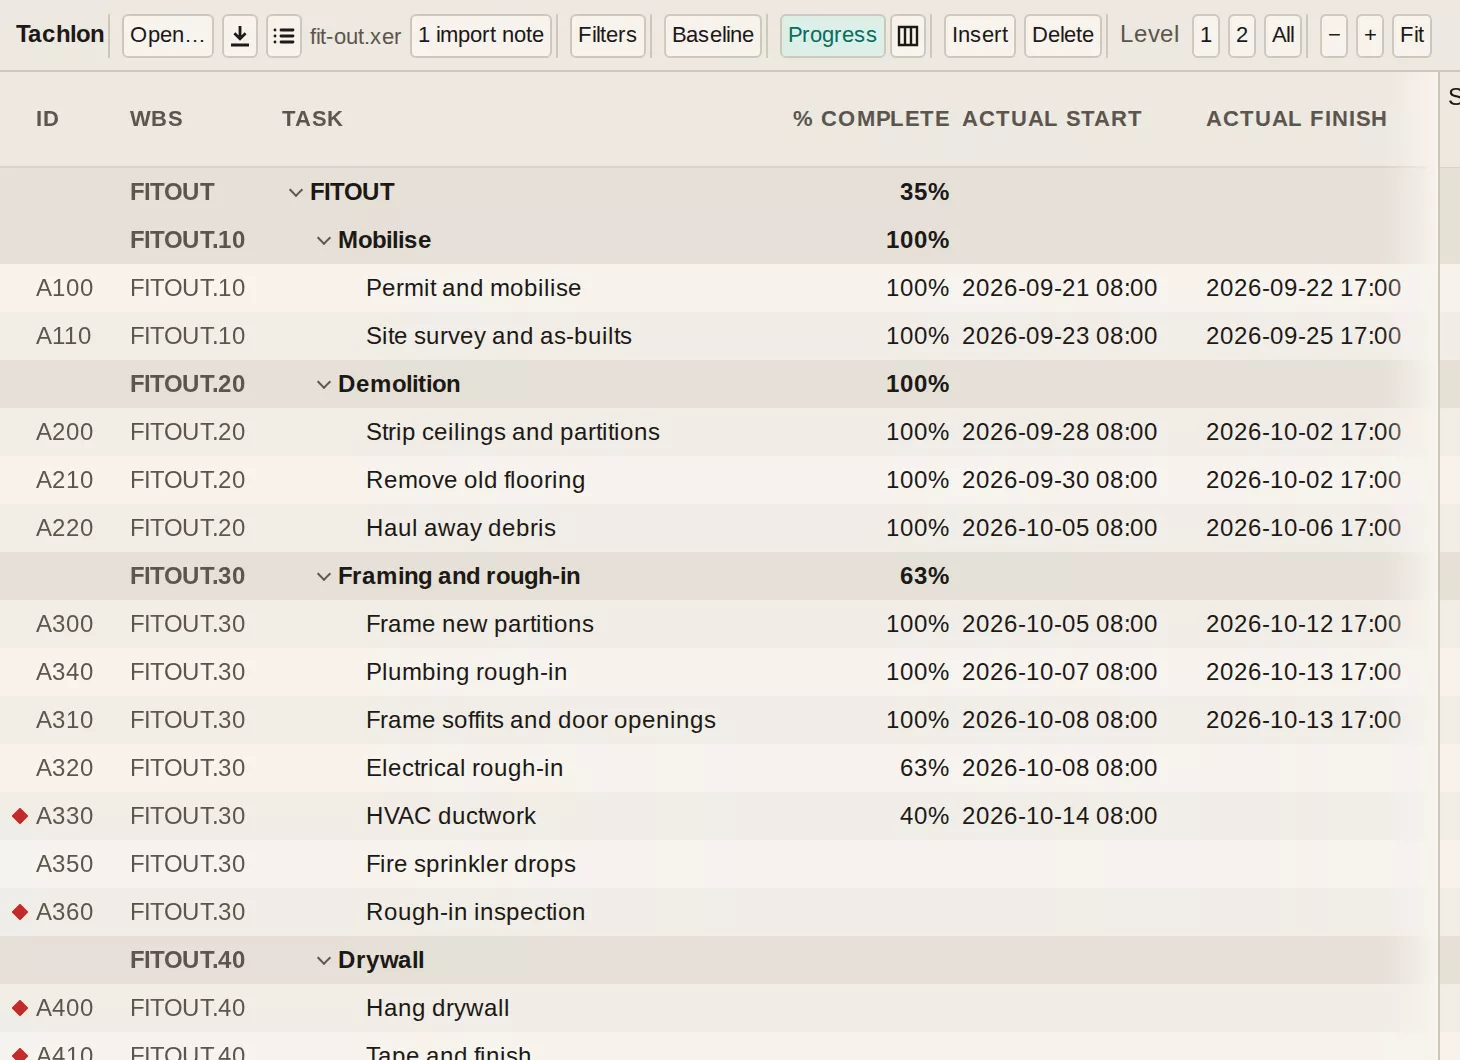 Tachlon Open… fit-out.xer 1 import note Filters Baseline Progress Insert Delete Level 1 2 All − + Fit
ID WBS TASK % COMPLETE ACTUAL START ACTUAL FINISH
FITOUT FITOUT 35%
FITOUT.10 Mobilise 100%
A100 FITOUT.10 Permit and mobilise 100% 2026-09-21 08:00 2026-09-22 17:00
A110 FITOUT.10 Site survey and as-builts 100% 2026-09-23 08:00 2026-09-25 17:00
FITOUT.20 Demolition 100%
A200 FITOUT.20 Strip ceilings and partitions 100% 2026-09-28 08:00 2026-10-02 17:00
A210 FITOUT.20 Remove old flooring 100% 2026-09-30 08:00 2026-10-02 17:00
A220 FITOUT.20 Haul away debris 100% 2026-10-05 08:00 2026-10-06 17:00
FITOUT.30 Framing and rough-in 63%
A300 FITOUT.30 Frame new partitions 100% 2026-10-05 08:00 2026-10-12 17:00
A340 FITOUT.30 Plumbing rough-in 100% 2026-10-07 08:00 2026-10-13 17:00
A310 FITOUT.30 Frame soffits and door openings 100% 2026-10-08 08:00 2026-10-13 17:00
A320 FITOUT.30 Electrical rough-in 63% 2026-10-08 08:00
A330 FITOUT.30 HVAC ductwork 40% 2026-10-14 08:00
A350 FITOUT.30 Fire sprinkler drops
A360 FITOUT.30 Rough-in inspection
FITOUT.40 Drywall
A400 FITOUT.40 Hang drywall
A410 FITOUT.40 Tape and finish